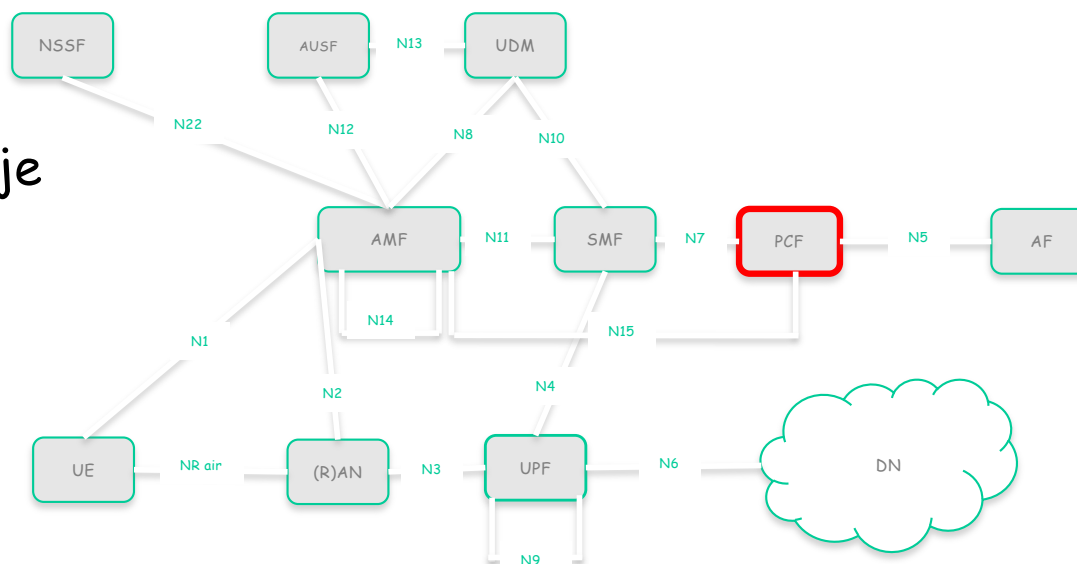 NSSF
AUSF
N13
UDM
N22
N12
N8
N10
je
AMF
N11
SMF
N7
PCF
N5
AF
N14
N15
N1
N2
N4
UE
NR air
(R)AN
N3
UPF
N6
DN
N9